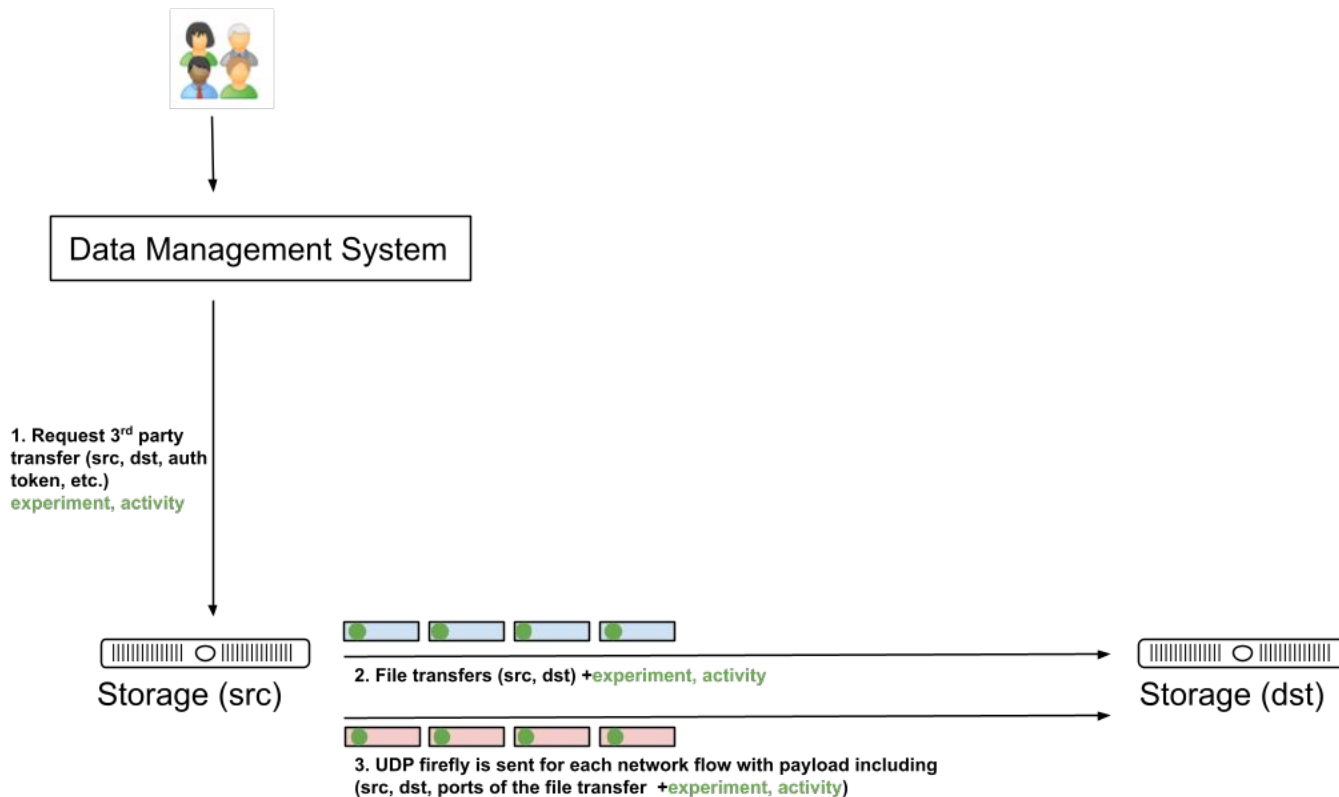 Data Management System
1. Request 3rd party
transfer (src, dst, auth
token, etc.)
experiment, activity
Storage (src)
2. File transfers (src, dst) +experiment, activity
Storage (dst)
3. UDP firefly is sent for each network flow with payload including
(src, dst, ports of the file transfer +experiment, activity)